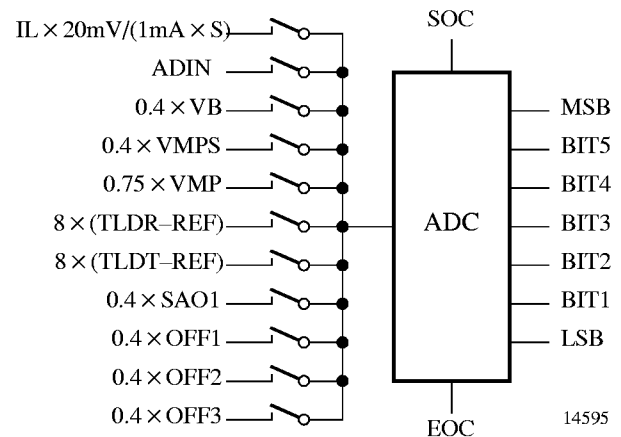 SOC
IL × 20mV/(1mA × S)
ADIN
0.4 × VB
0.4 × VMPS
0.75 × VMP
8 × (TLDR–REF)
8 × (TLDT–REF)
0.4 × SAO1
0.4 × OFF1
0.4 × OFF2
0.4 × OFF3
ADC
MSB
BIT5
BIT4
BIT3
BIT2
BIT1
LSB
EOC
14595